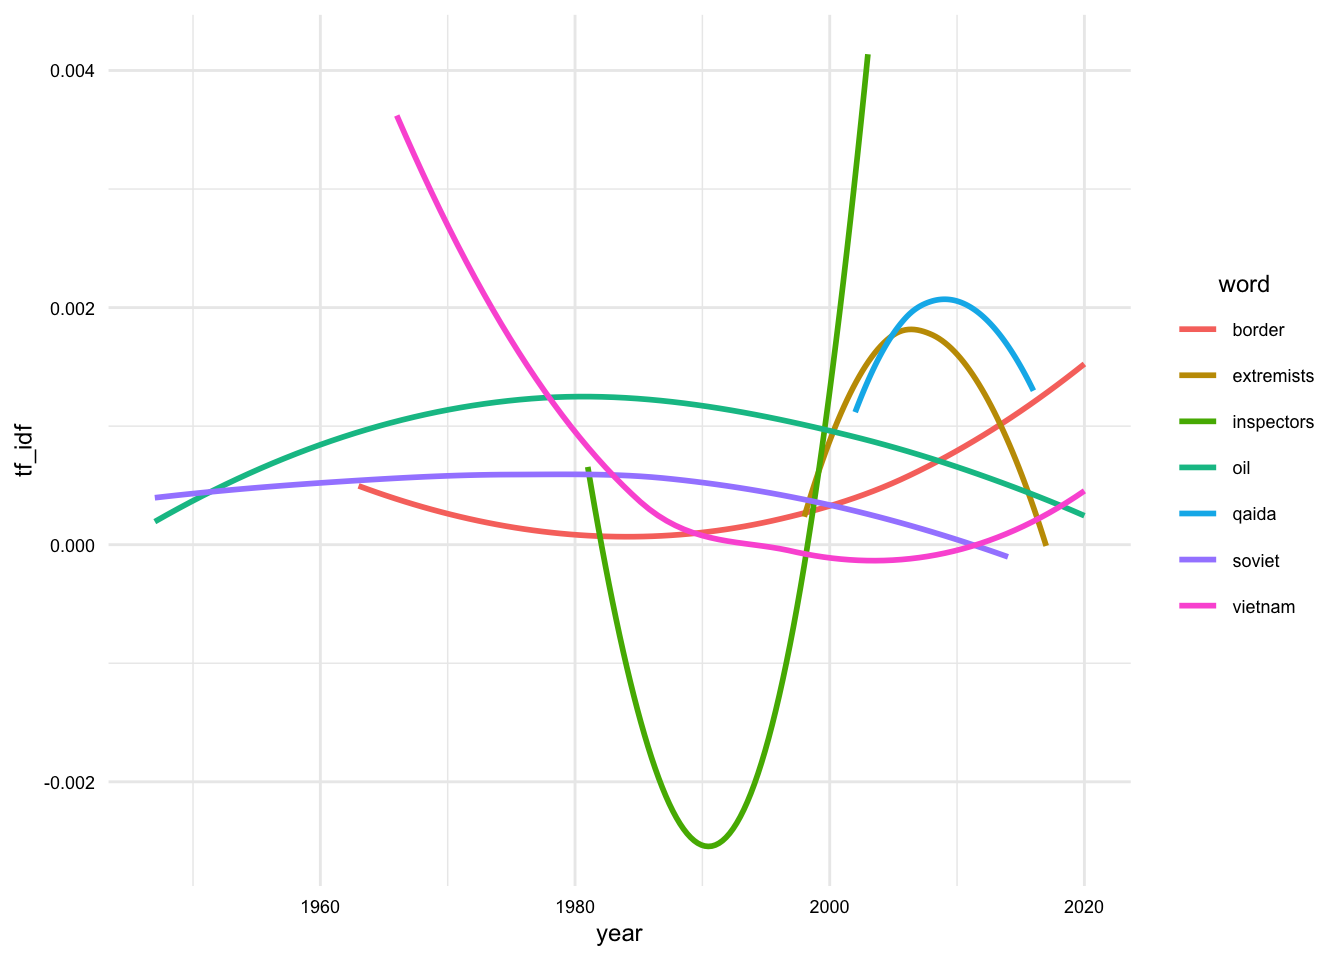 0.004
0.002
0.000
-0.002
tf_idf
1960
1980
2000
2020
year
word
border
extremists
inspectors
oil
qaida
soviet
vietnam